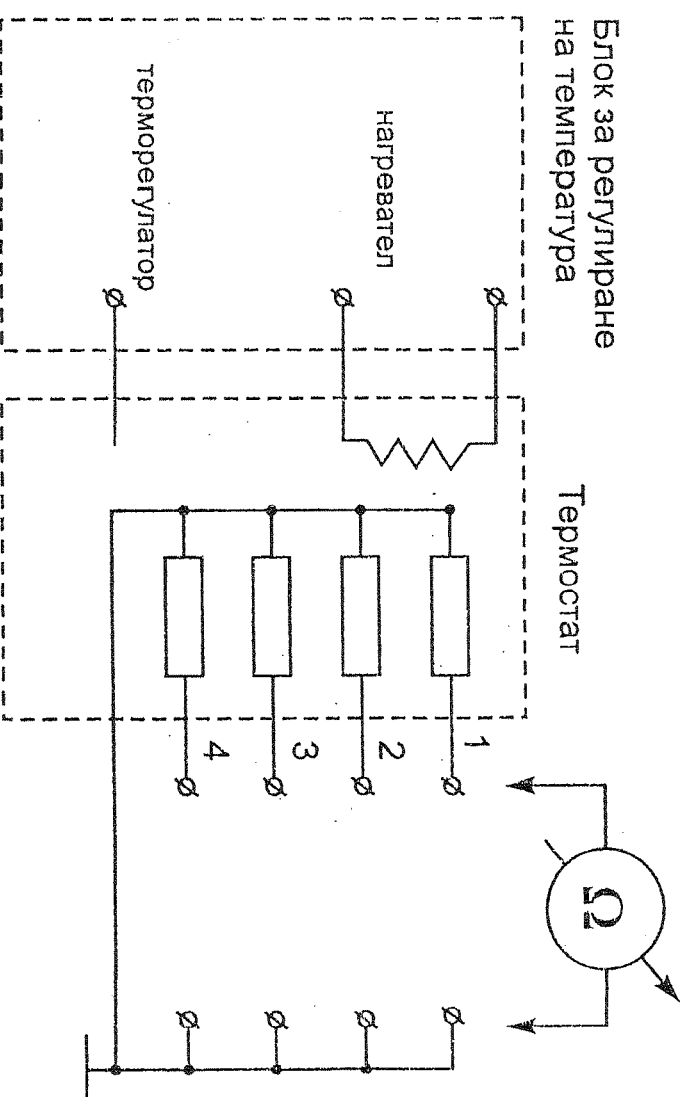 Блок за регулиране
на температура
нагревател
терморегулатор
Термостат
1
2
3
4
Ω